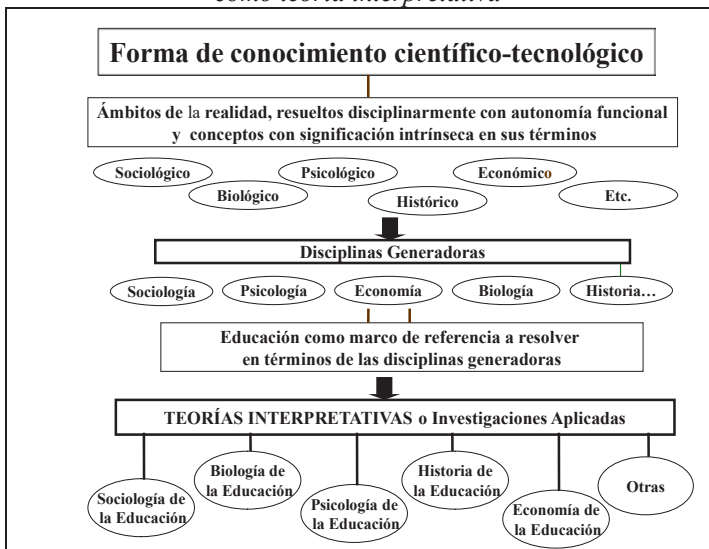 como teoría interpretativa
Forma de conocimiento científico-tecnológico
Ámbitos de la realidad, resueltos disciplinarmente con autonomía funcional
y conceptos con significación intrínseca en sus términos
Sociológico
Psicológico
Económico
Biológico
Histórico
Etc.
Disciplinas Generadoras
Sociología
Psicología
Economía
Biología
Historia…
Educación como marco de referencia a resolver
en términos de las disciplinas generadoras
TEORÍAS INTERPRETATIVAS o Investigaciones Aplicadas
Sociología de
la Educación
Biología de
la Educación
Psicología de
la Educación
Historia de
la Educación
Economía de
la Educación
Otras